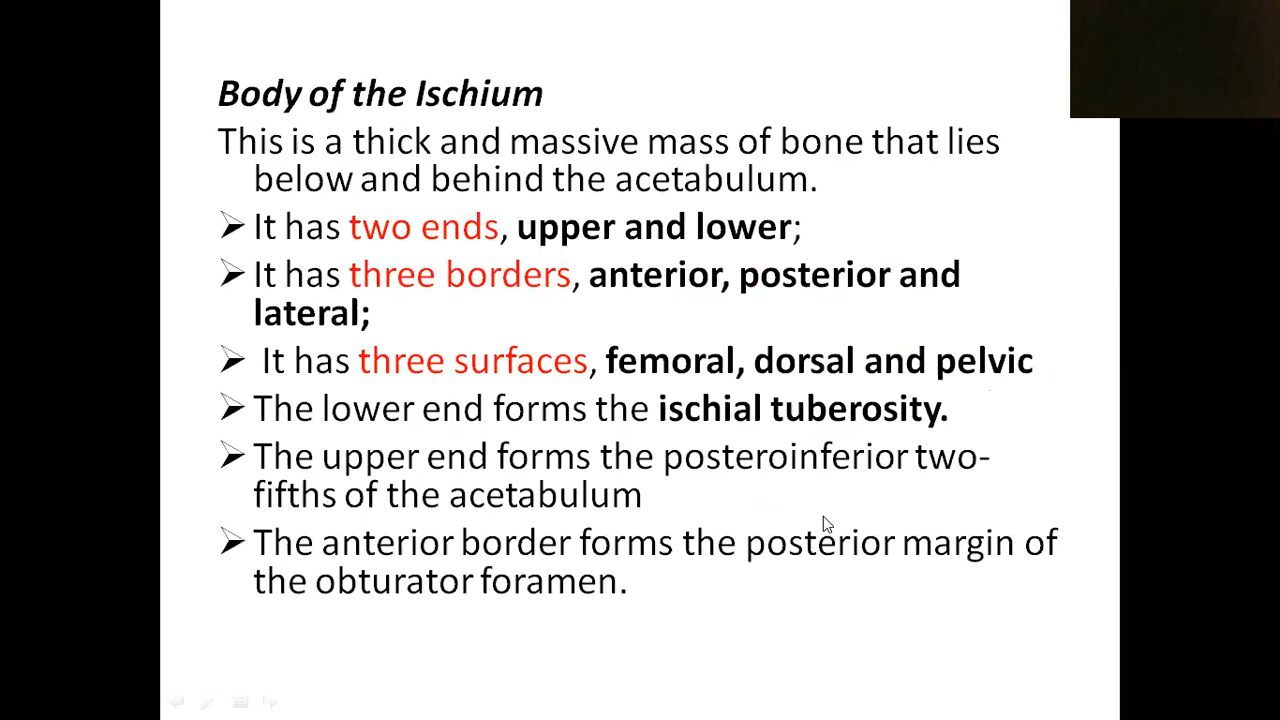 Body of the Ischium
This is a thick and massive mass of bone that lies
below and behind the acetabulum.
It has two ends, upper and lower;
It has three borders, anterior, posterior and
lateral;
It has three surfaces, femoral, dorsal and pelvic
The lower end forms the ischial tuberosity.
The upper end forms the posteroinferior two-
fifths of the acetabulum
The anterior border forms the posterior margin of
the obturator foramen.